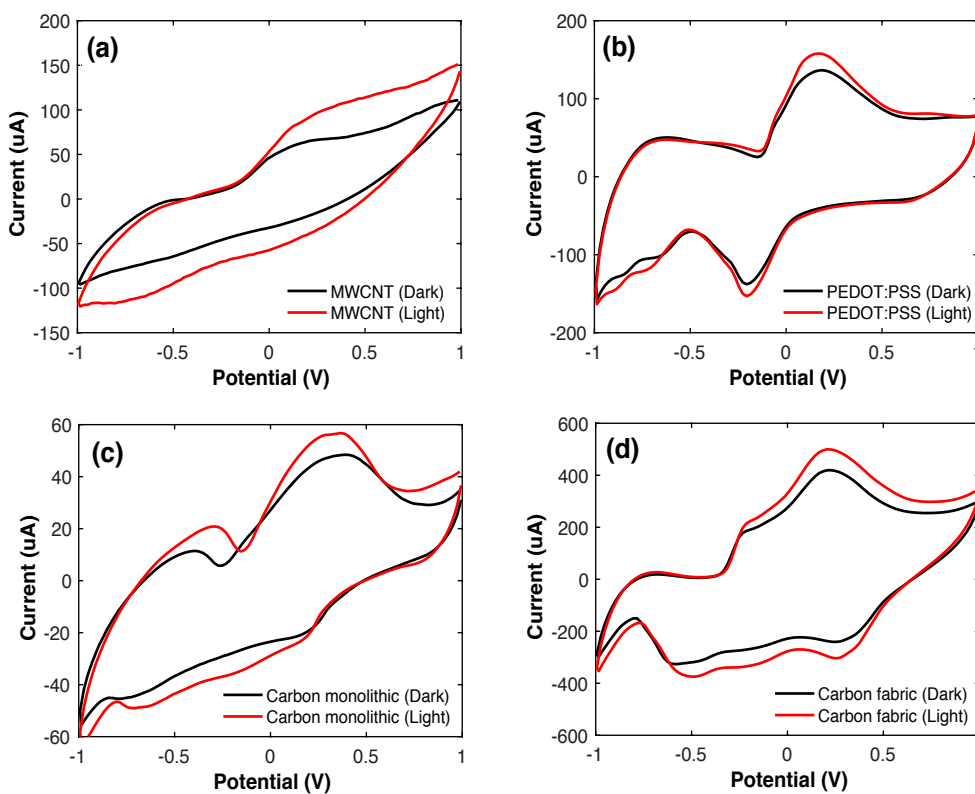 (a)
200
150
100
50
0
-50
-100
-150
-1
-0.5
0
0.5
1
Current (uA)
Potential (V)
MWCNT (Dark)
MWCNT (Light)
(b)
200
100
0
-100
-200
-1
-0.5
0
0.5
1
Current (uA)
Potential (V)
PEDOT:PSS (Dark)
PEDOT:PSS (Light)
(c)
60
40
20
0
-20
-40
-60
-1
-0.5
0
0.5
1
Current (uA)
Potential (V)
Carbon monolithic (Dark)
Carbon monolithic (Light)
(d)
600
400
200
0
-200
-400
-600
-1
-0.5
0
0.5
1
Current (uA)
Potential (V)
Carbon fabric (Dark)
Carbon fabric (Light)